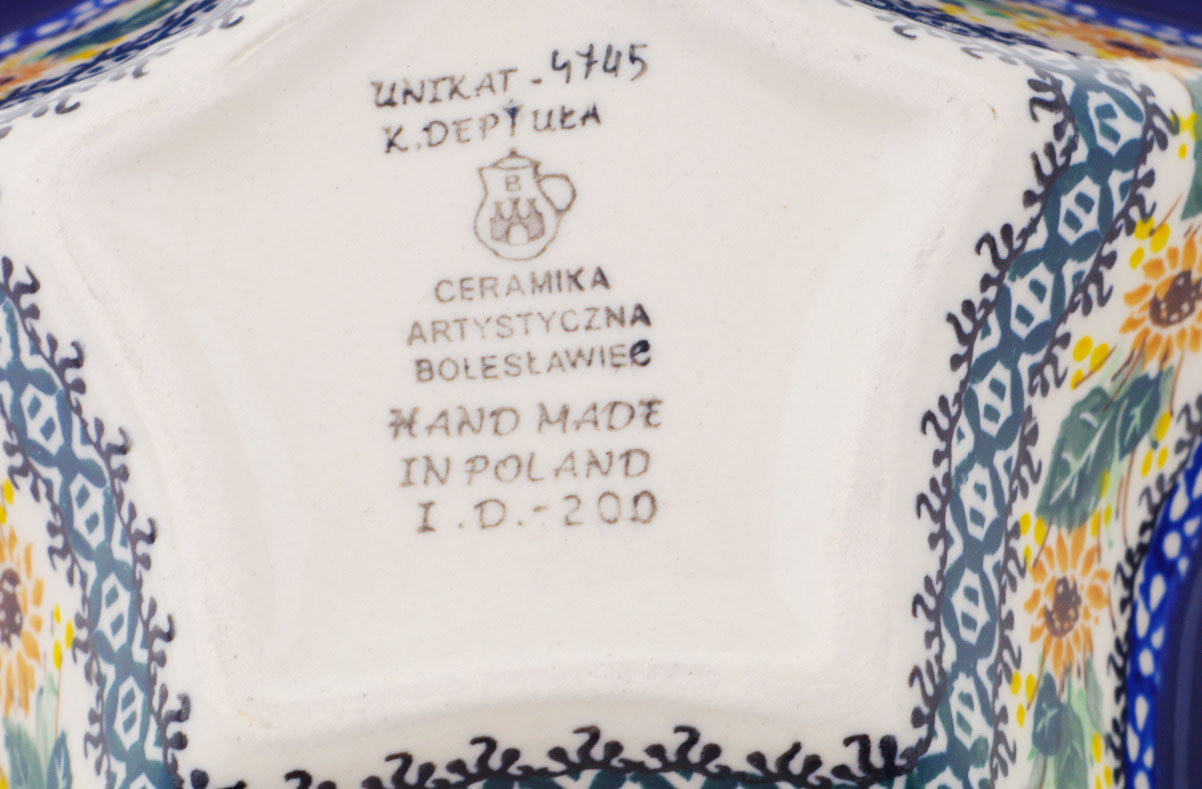 UNIKAT - 4745
K. DEPTUŁA
B
CERAMIKA
ARTYSTYCZNA
BOLESŁAWIEC
HAND MADE
IN POLAND
I.D.-200